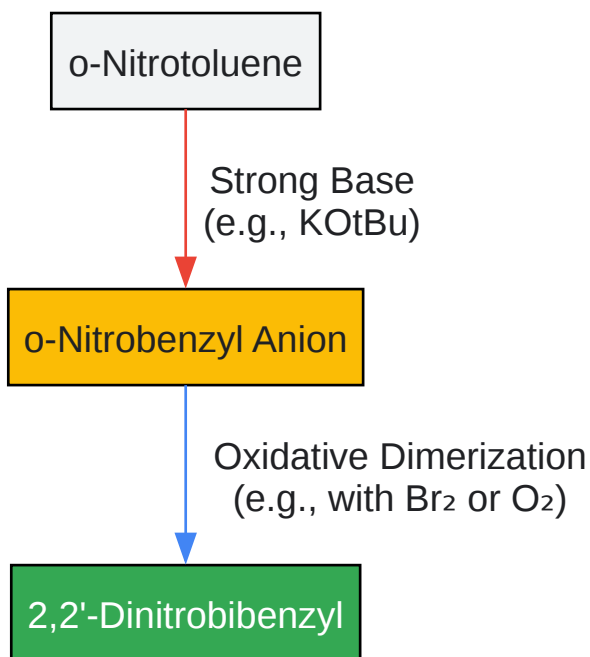 o-Nitrotoluene
Strong Base
(e.g., KOtBu)
o-Nitrobenzyl Anion
Oxidative Dimerization
(e.g., with Br₂ or O₂)
2,2'-Dinitrobibenzyl